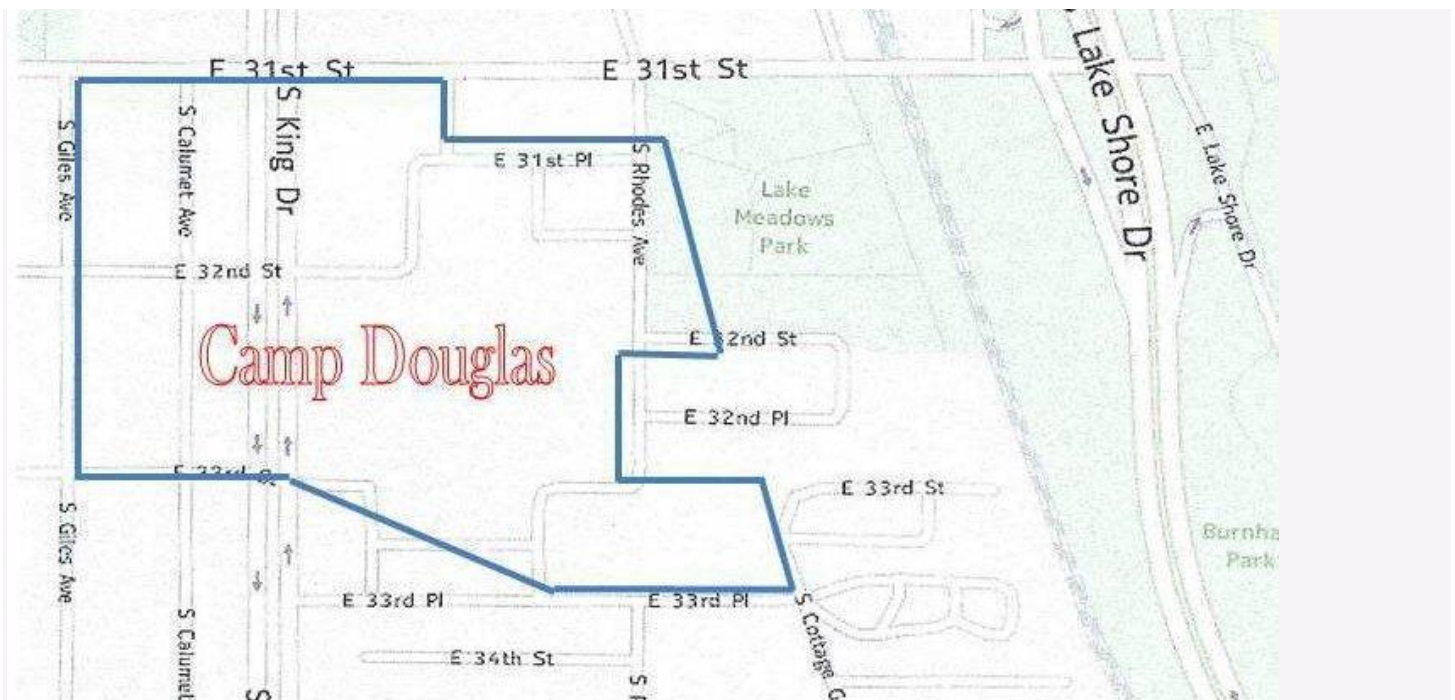 E 31st St
E 31st St
S Lake Shore Dr
E Lake Shore Dr
S Giles Ave
S Calumet Ave
S King Dr
E 31st Pl
S Rhodes Ave
Lake
Meadows
Park
E 32nd St
E 32nd St
Camp Douglas
E 32nd Pl
E 33rd St
E 33rd St
S Giles Ave
Burnha
Park
E 33rd Pl
E 33rd Pl
S Calumet
S Cottage G
E 34th St
S